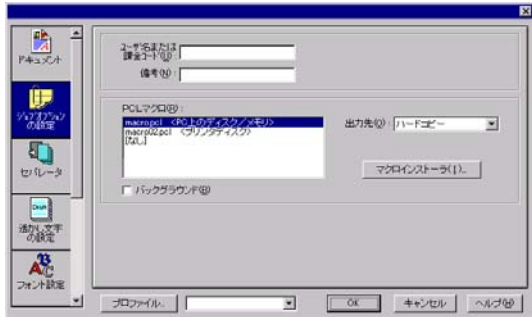 ドキュメント
ジョブオプション
の設定
セパレータ
Draft
透かし文字
の設定
フォント設定
ユーザ名または
課金コード(U):
備考(N):
PCLマクロ(R):
macro.pcl <PC上のディスク/メモリ>
macro02.pcl <プリンタディスク>
[なし]
バックグラウンド(B)
出力先(O): ハードコピー
マクロインストーラ(I)..
プロファイル..
OK
キャンセル
ヘルプ(H)